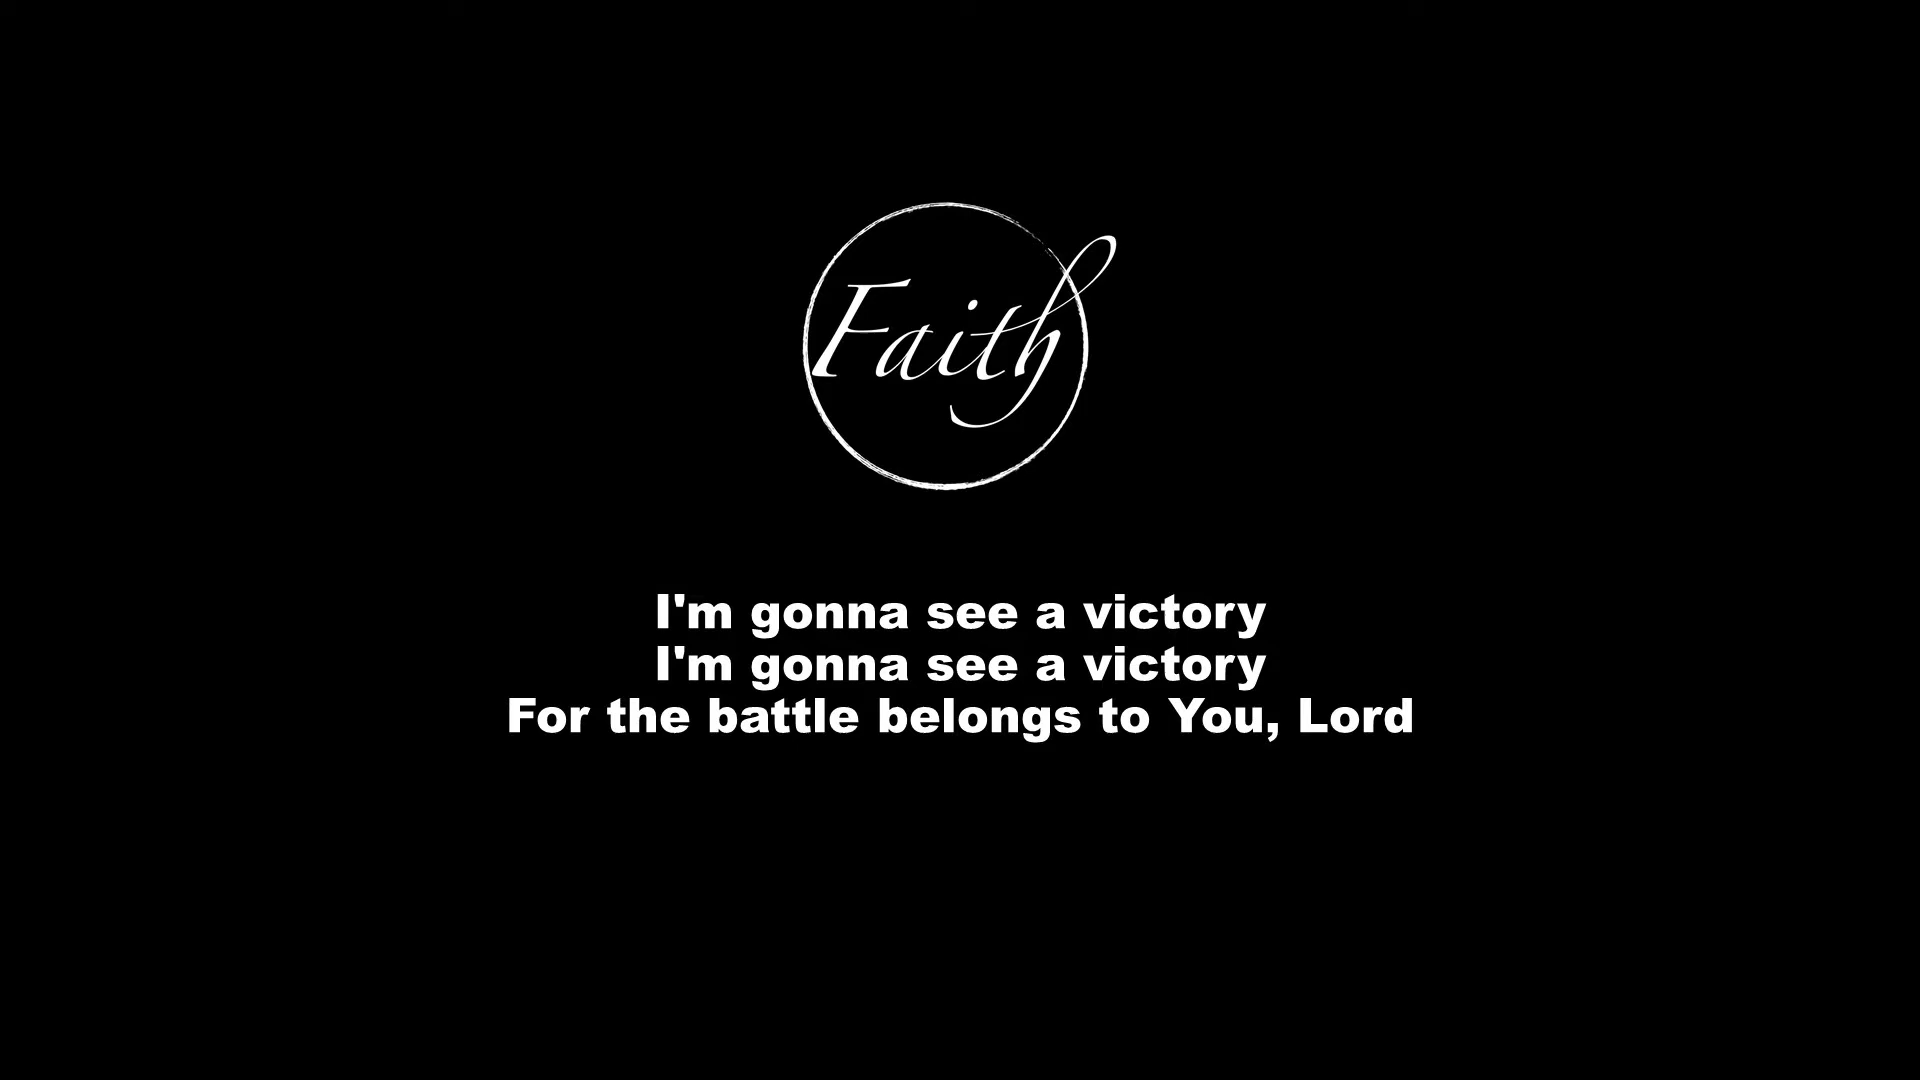 Faith
I'm gonna see a victory
I'm gonna see a victory
For the battle belongs to You, Lord